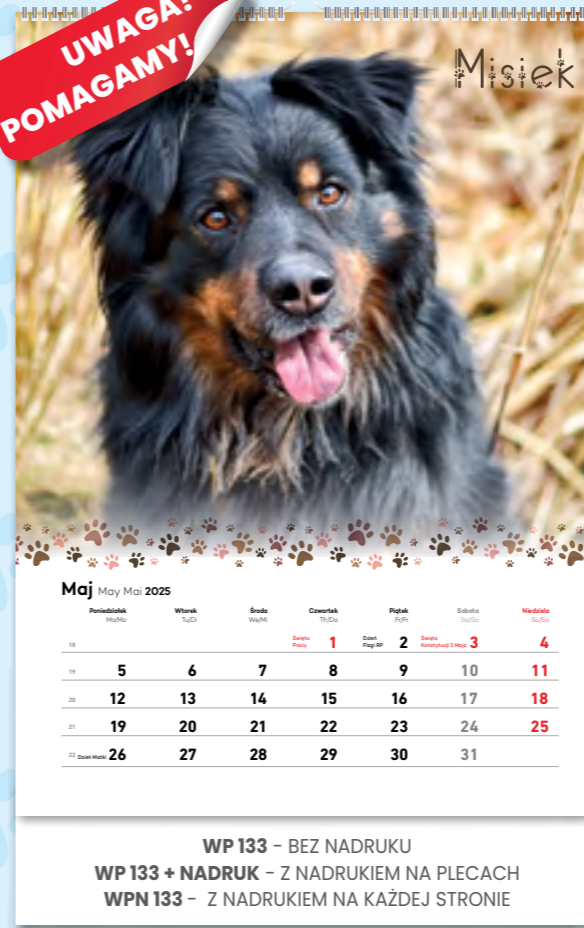 UWAGA!
POMAGAMY!
Misiek
Maj May Mai 2025
Poniedziałek Wtorek Środa Czwartek Piątek Sobota Niedziela
Mo/Mo Tu/Di We/Mi Th/Do Fr/Fr Sa/Sa Su/So
18 Święto Pracy 1 Dzień Flagi RP 2 Święto Konstytucji 3 Maja 3 4
19 5 6 7 8 9 10 11
20 12 13 14 15 16 17 18
21 19 20 21 22 23 24 25
22 Dzień Matki 26 27 28 29 30 31
WP 133 - BEZ NADRUKU
WP 133 + NADRUK - Z NADRUKIEM NA PLECACH
WPN 133 - Z NADRUKIEM NA KAŻDEJ STRONIE